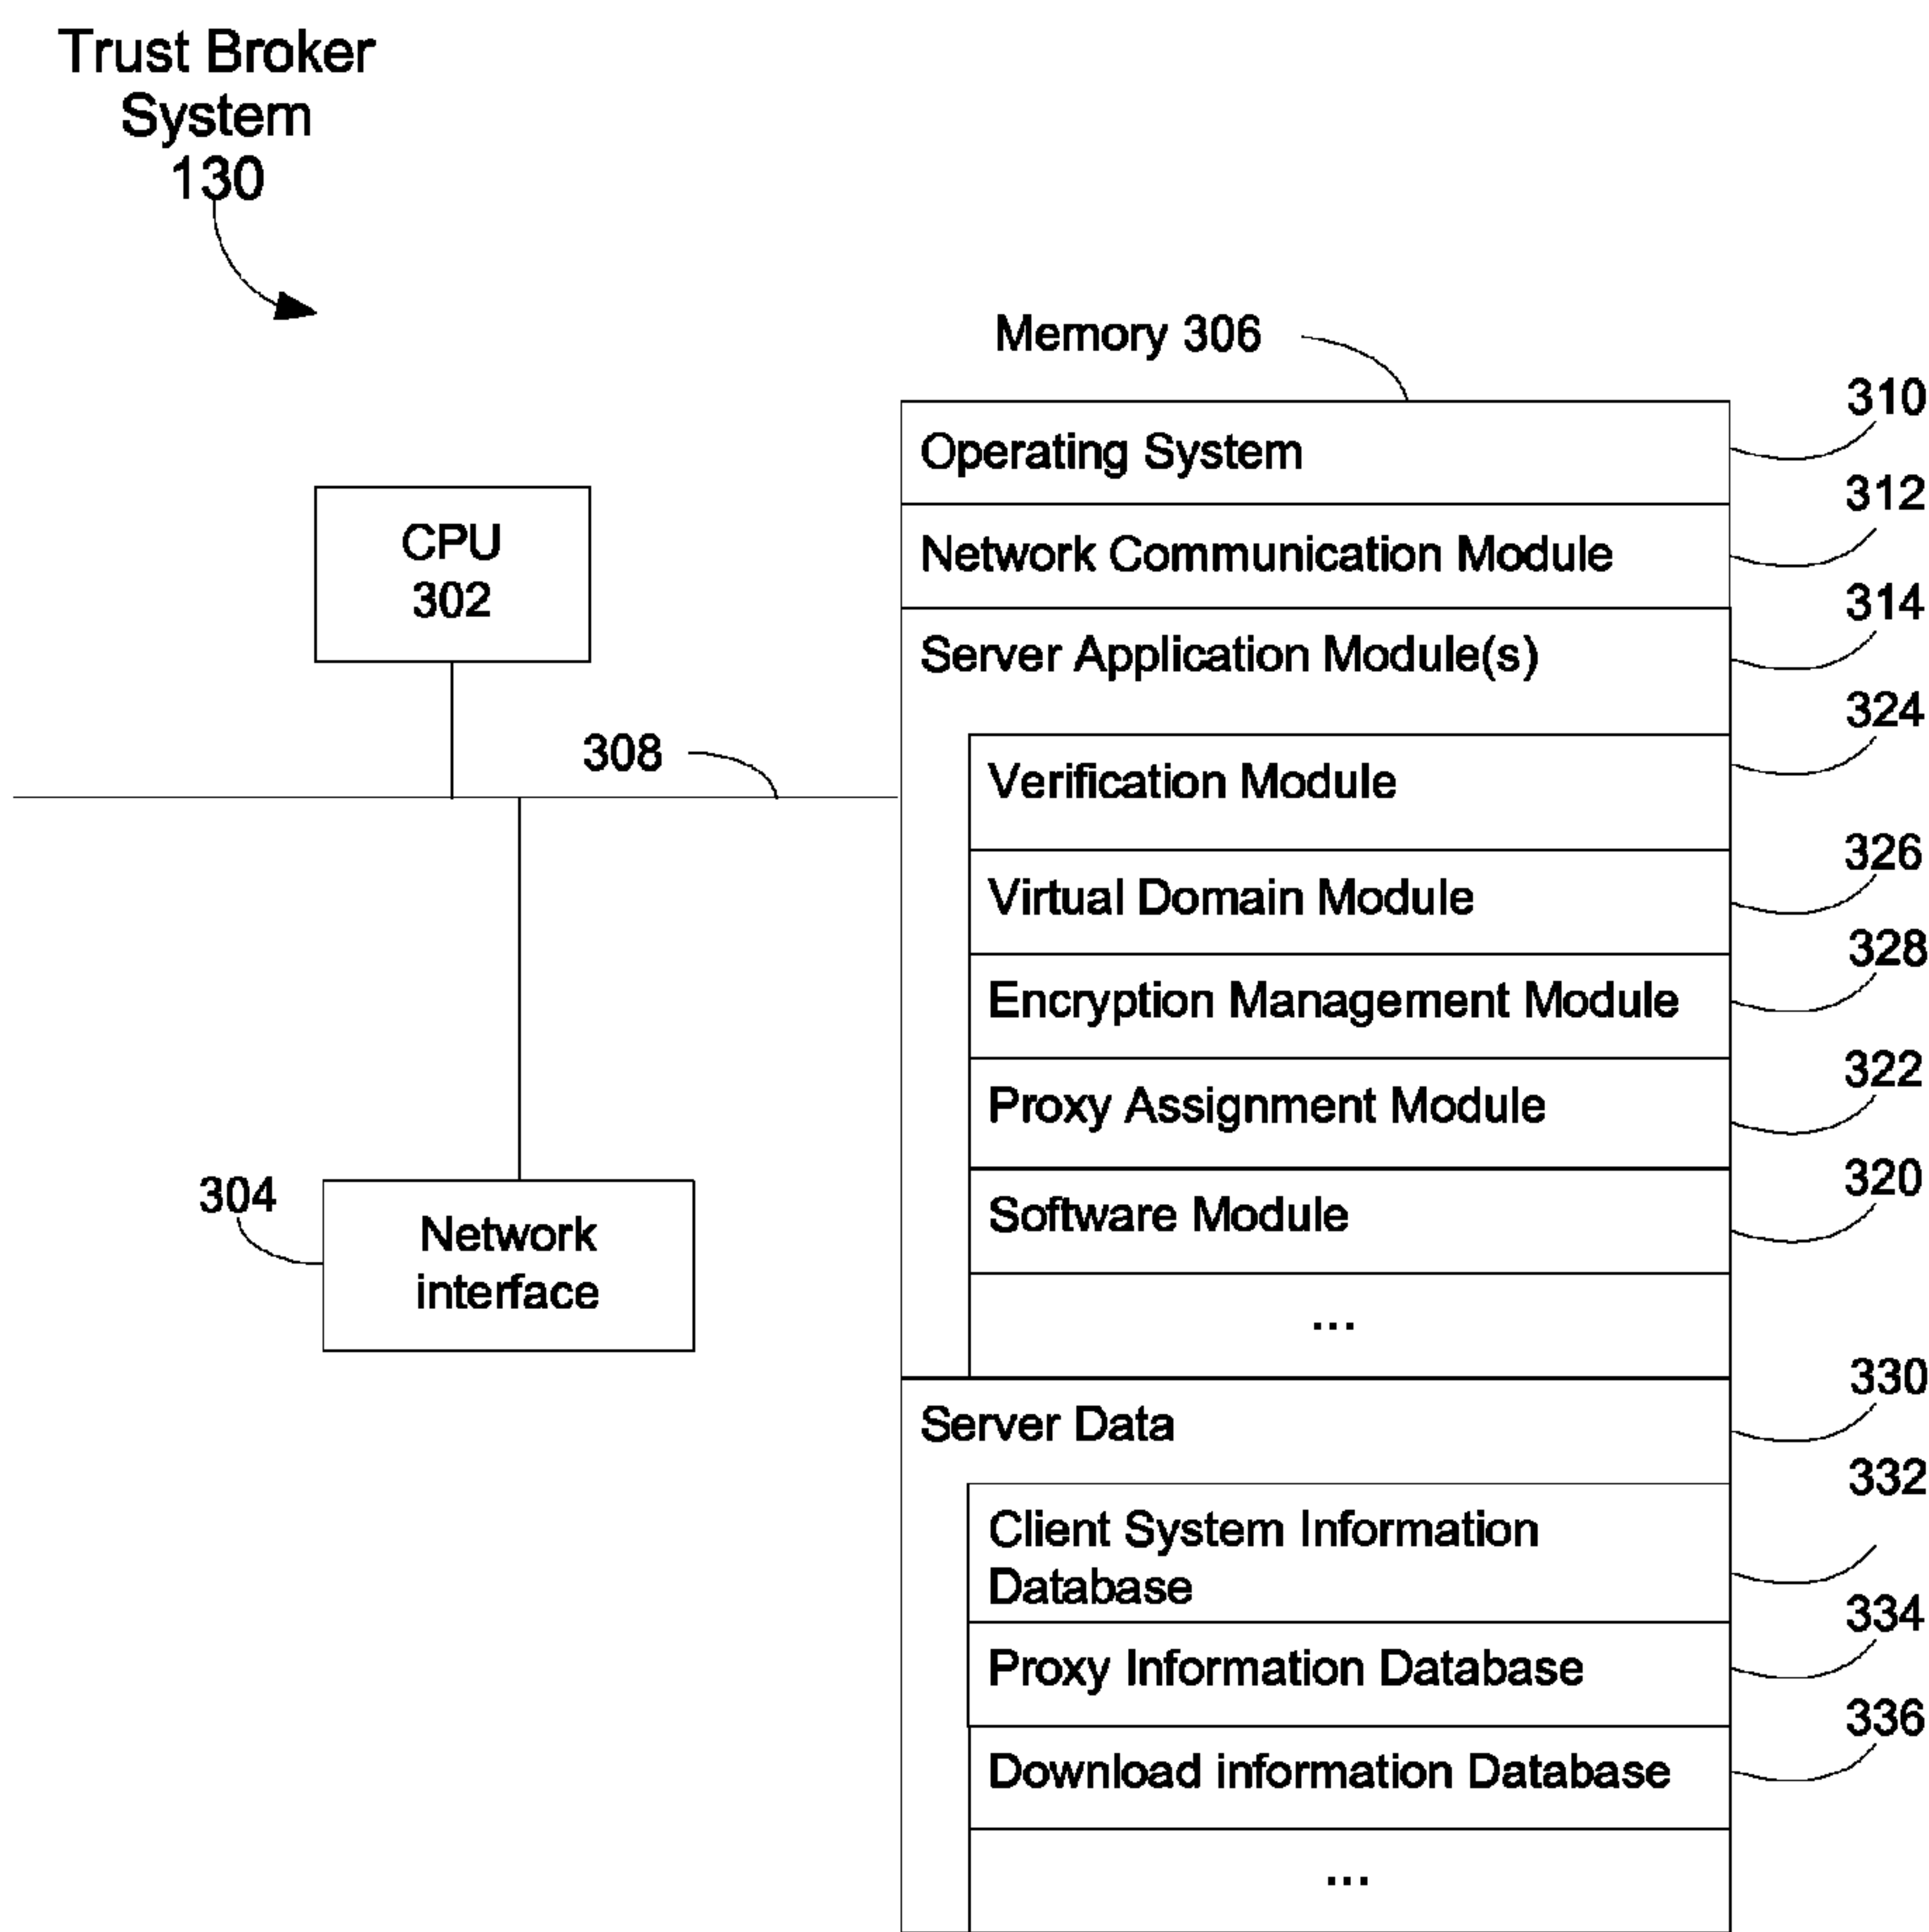 Trust Broker
System
130
Memory 306
310
Operating System
312
CPU
302
Network Communication Module
314
Server Application Module(s)
324
308
Verification Module
326
Virtual Domain Module
328
Encryption Management Module
322
Proxy Assignment Module
320
304
Software Module
Network
interface
...
330
Server Data
332
Client System Information
Database
334
Proxy Information Database
336
Download information Database
...